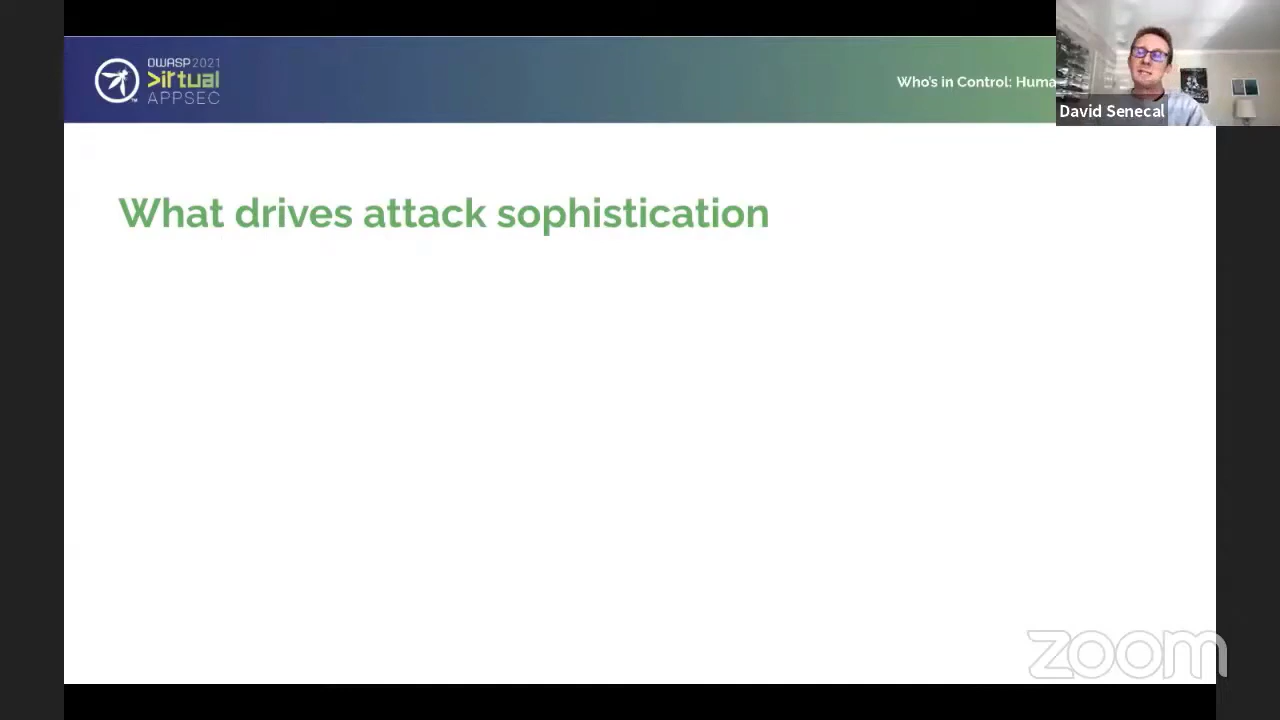 OWASP 2021
>irtual
APPSEC
Who's in Control: Huma
David Senecal
What drives attack sophistication
zoom